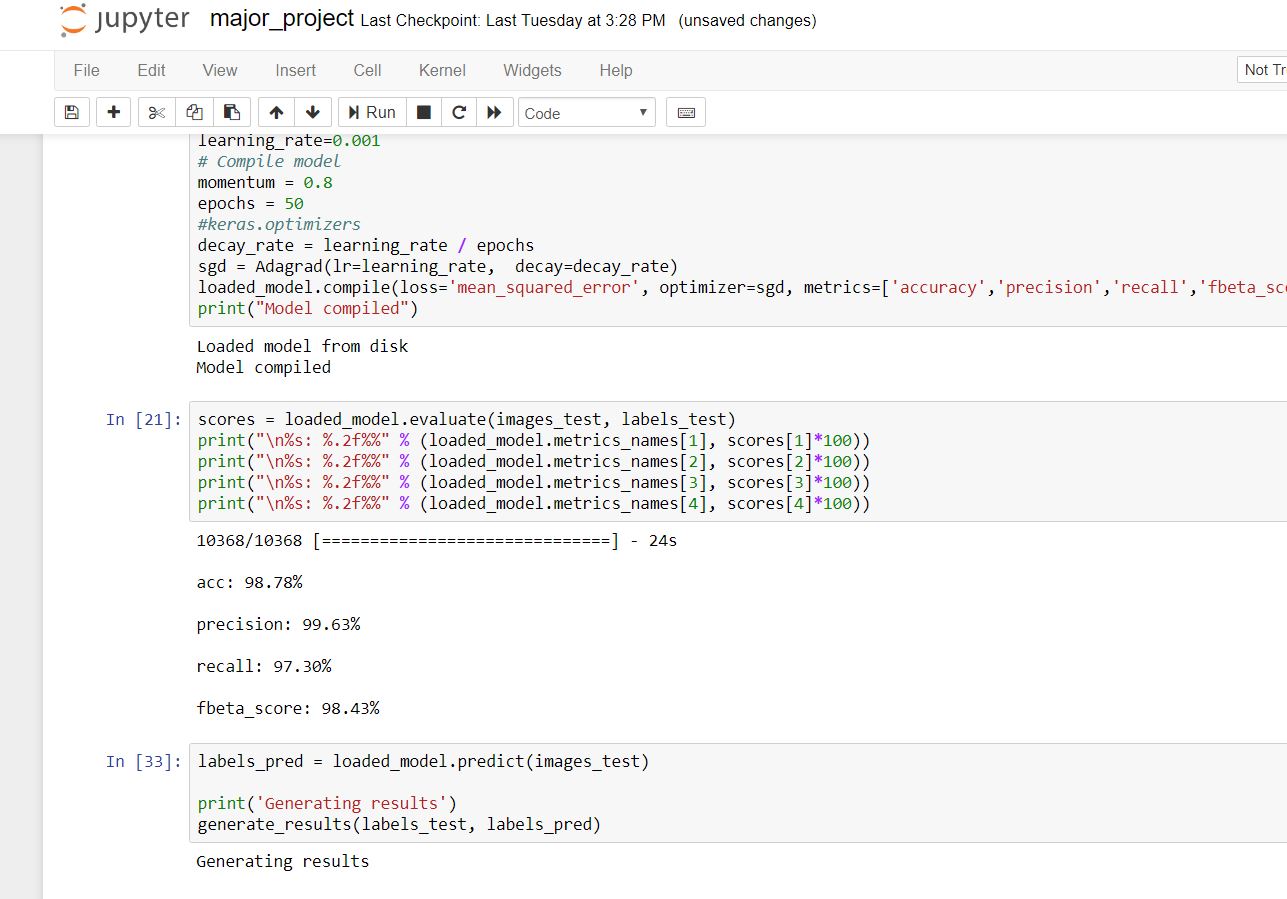 jupyter major_project Last Checkpoint: Last Tuesday at 3:28 PM (unsaved changes)
File Edit View Insert Cell Kernel Widgets Help Not Tr
Run Code
learning_rate=0.001
# Compile model
momentum = 0.8
epochs = 50
#keras.optimizers
decay_rate = learning_rate / epochs
sgd = Adagrad(lr=learning_rate,  decay=decay_rate)
loaded_model.compile(loss='mean_squared_error', optimizer=sgd, metrics=['accuracy','precision','recall','fbeta_sc
print("Model compiled")
Loaded model from disk
Model compiled
In [21]: scores = loaded_model.evaluate(images_test, labels_test)
print("\n%s: %.2f%%" % (loaded_model.metrics_names[1], scores[1]*100))
print("\n%s: %.2f%%" % (loaded_model.metrics_names[2], scores[2]*100))
print("\n%s: %.2f%%" % (loaded_model.metrics_names[3], scores[3]*100))
print("\n%s: %.2f%%" % (loaded_model.metrics_names[4], scores[4]*100))
10368/10368 [==============================] - 24s
acc: 98.78%
precision: 99.63%
recall: 97.30%
fbeta_score: 98.43%
In [33]: labels_pred = loaded_model.predict(images_test)
print('Generating results')
generate_results(labels_test, labels_pred)
Generating results